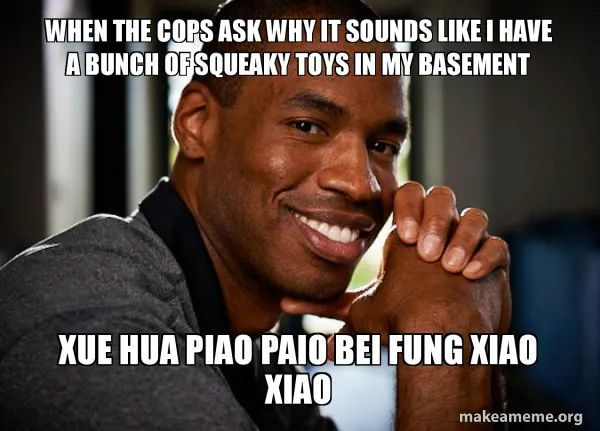 WHEN THE COPS ASK WHY IT SOUNDS LIKE I HAVE
A BUNCH OF SQUEAKY TOYS IN MY BASEMENT
XUE HUA PIAO PAIO BEI FUNG XIAO
XIAO
makeameme.org